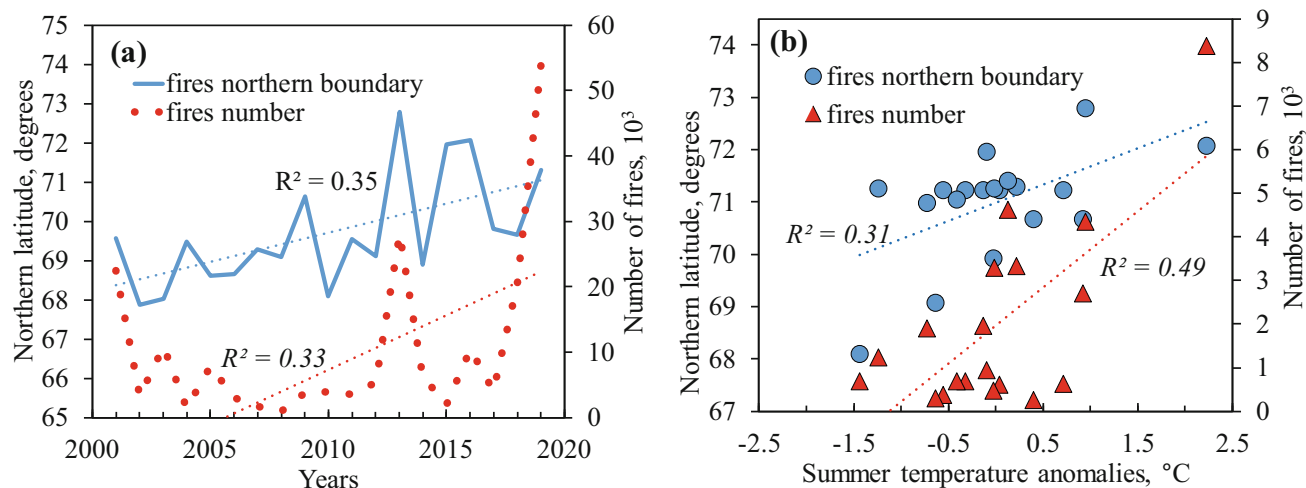 (a)
fires northern boundary
fires number
R² = 0.35
R² = 0.33
Northern latitude, degrees
75
74
73
72
71
70
69
68
67
66
65
Number of fires, 10³
60
50
40
30
20
10
0
2000 2005 2010 2015 2020
Years
(b)
fires northern boundary
fires number
R² = 0.31
R² = 0.49
Northern latitude, degrees
74
73
72
71
70
69
68
67
Number of fires, 10³
9
8
7
6
5
4
3
2
1
0
-2.5 -1.5 -0.5 0.5 1.5 2.5
Summer temperature anomalies, °C